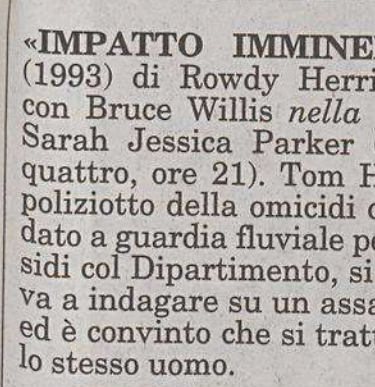 «IMPATTO IMMINE
(1993) di Rowdy Herri
con Bruce Willis nella
Sarah Jessica Parker
quattro, ore 21). Tom H
poliziotto della omicidi
dato a guardia fluviale pe
sidi col Dipartimento, si
va a indagare su un assa
ed è convinto che si tratt
lo stesso uomo.